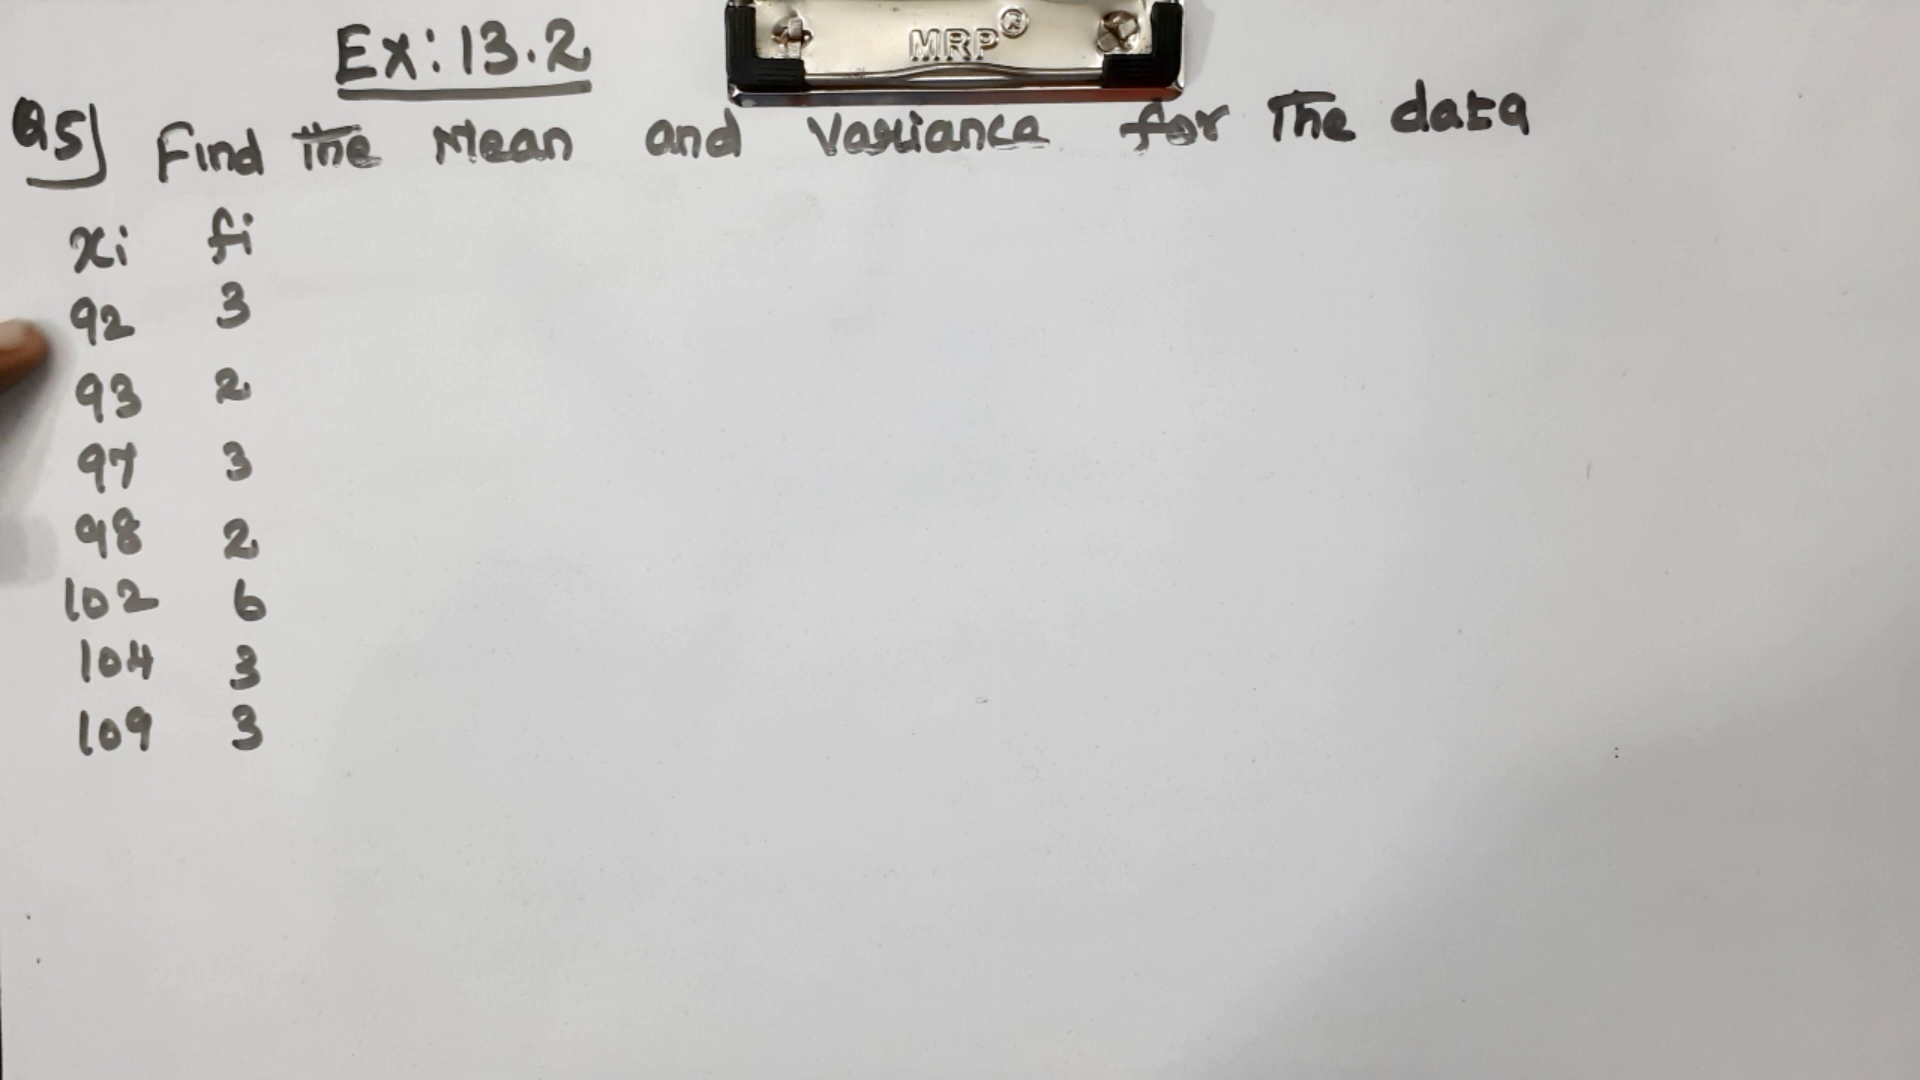 Ex: 13.2
MRP®
Q5] Find The Mean and Variance for The data
xi fi
92 3
93 2
97 3
98 2
102 6
104 3
109 3